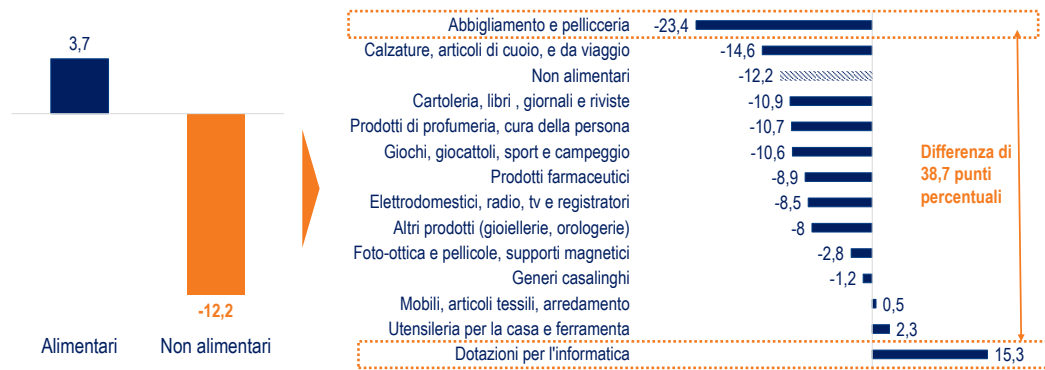 3,7
-12,2
Alimentari
Non alimentari
Abbigliamento e pellicceria -23,4
Calzature, articoli di cuoio, e da viaggio -14,6
Non alimentari -12,2
Cartoleria, libri , giornali e riviste -10,9
Prodotti di profumeria, cura della persona -10,7
Giochi, giocattoli, sport e campeggio -10,6
Prodotti farmaceutici -8,9
Elettrodomestici, radio, tv e registratori -8,5
Altri prodotti (gioiellerie, orologerie) -8
Foto-ottica e pellicole, supporti magnetici -2,8
Generi casalinghi -1,2
Mobili, articoli tessili, arredamento 0,5
Utensileria per la casa e ferramenta 2,3
Dotazioni per l'informatica 15,3
Differenza di
38,7 punti
percentuali